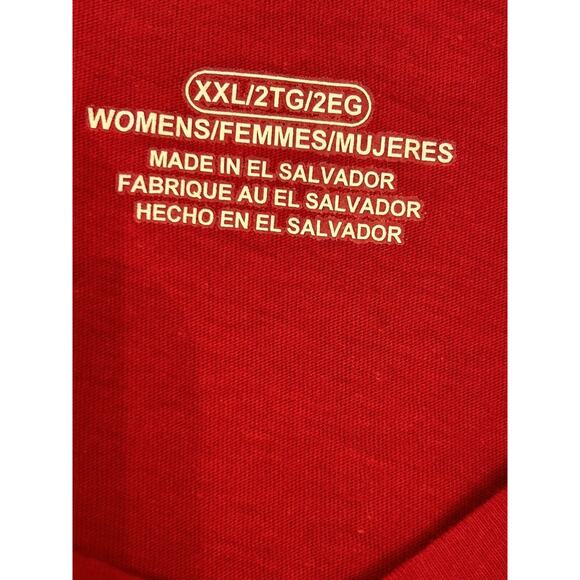 XXL/2TG/2EG
WOMENS/FEMMES/MUJERES
MADE IN EL SALVADOR
FABRIQUE AU EL SALVADOR
HECHO EN EL SALVADOR